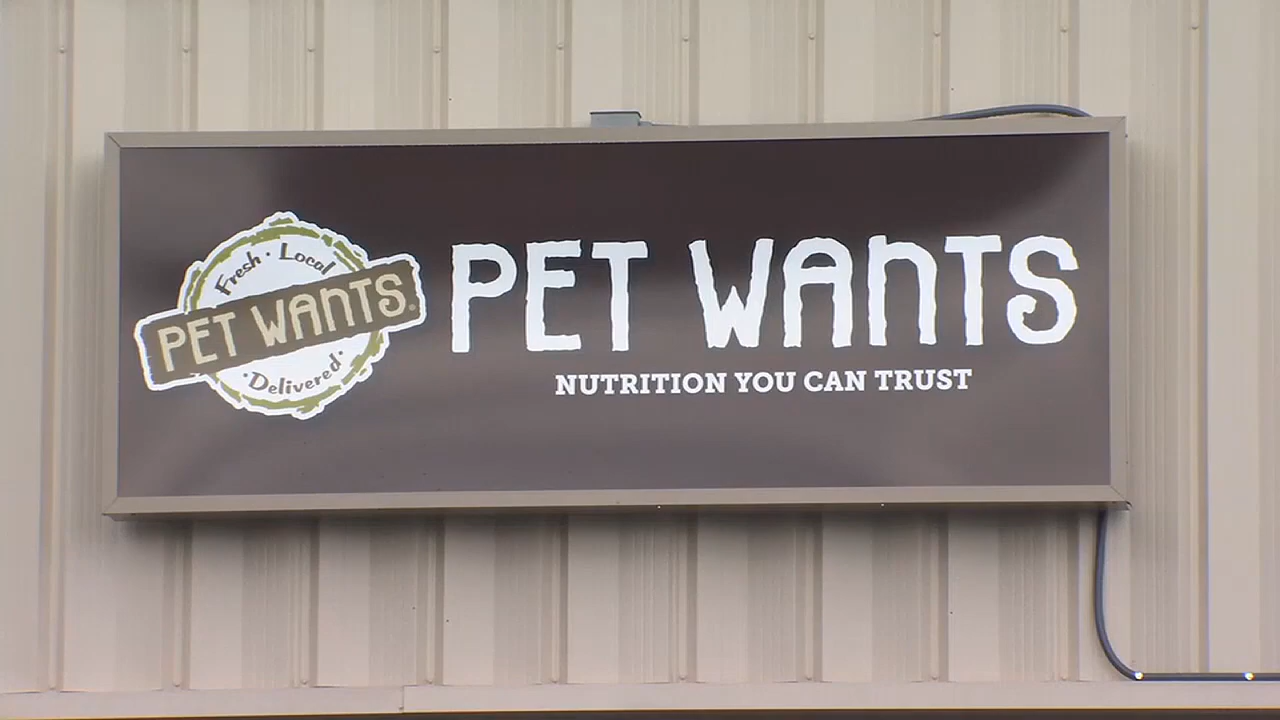 Fresh · Local
PET WANTS®
· Delivered ·
PET WANTS
NUTRITION YOU CAN TRUST